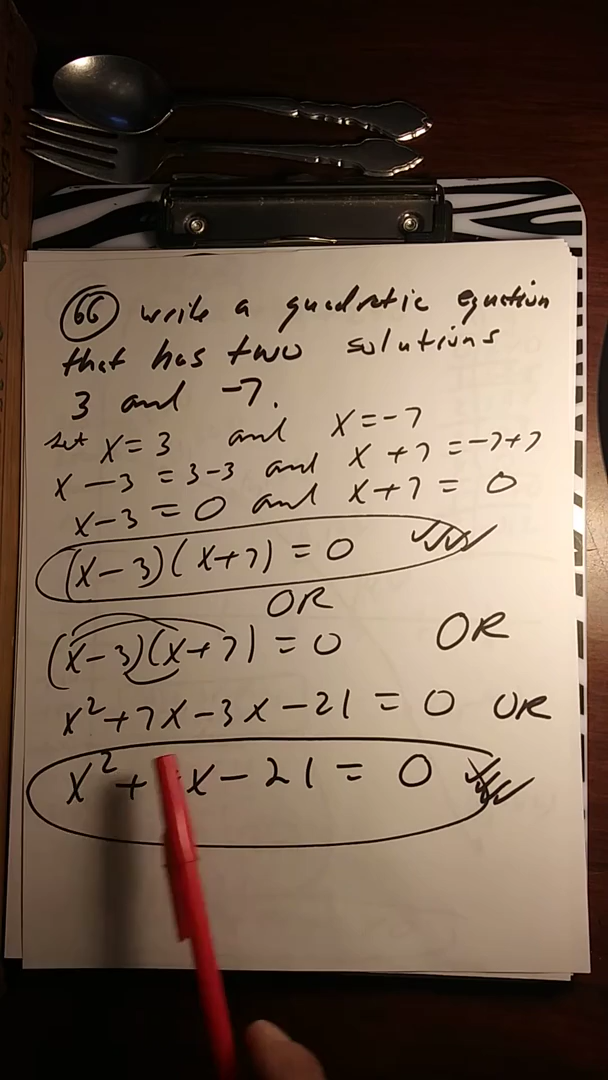 66 write a quadratic equation
that has two solutions
3 and -7.
Set x = 3 and x = -7
x - 3 = 3-3 and x + 7 = -7+7
x - 3 = 0 and x + 7 = 0
(x - 3)(x + 7) = 0
OR
(x - 3)(x + 7) = 0 OR
x² + 7x - 3x - 21 = 0 OR
x² + x - 21 = 0